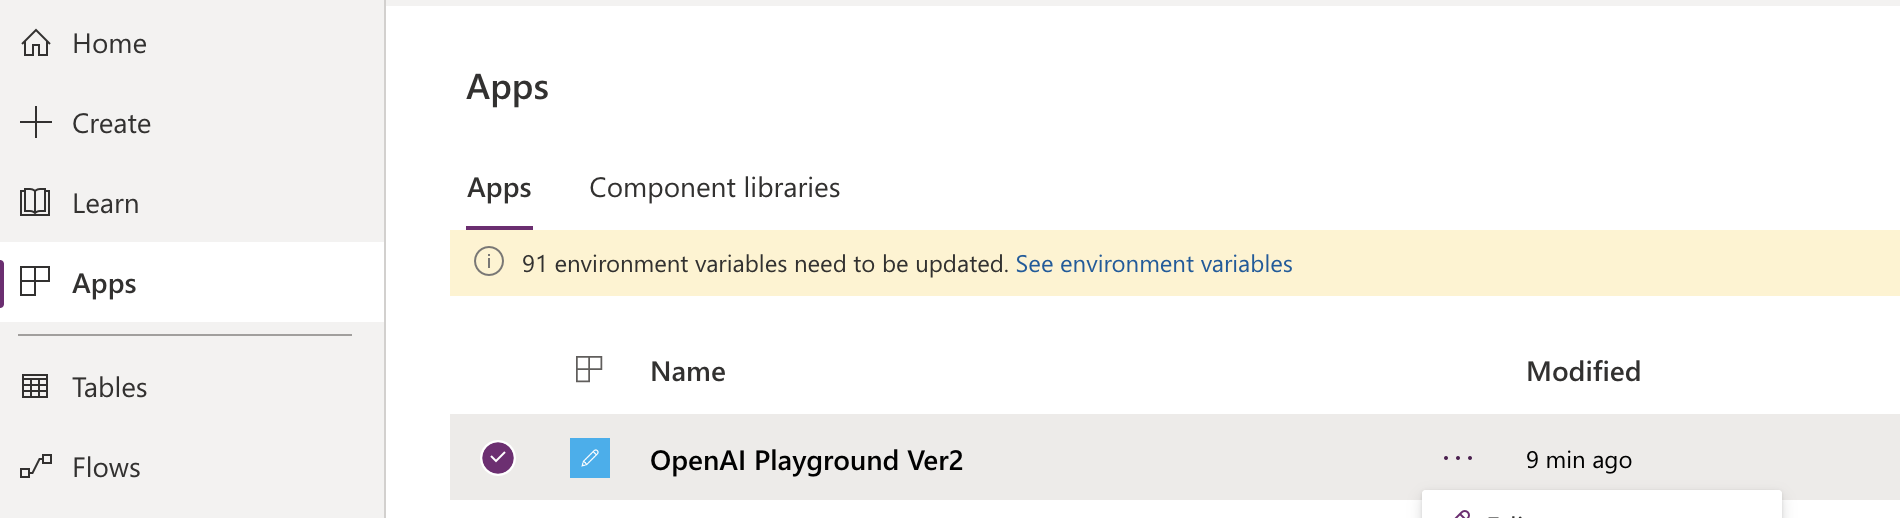 Home
Create
Learn
Apps
Tables
Flows
Apps
Apps Component libraries
91 environment variables need to be updated. See environment variables
Name Modified
OpenAI Playground Ver2 ... 9 min ago